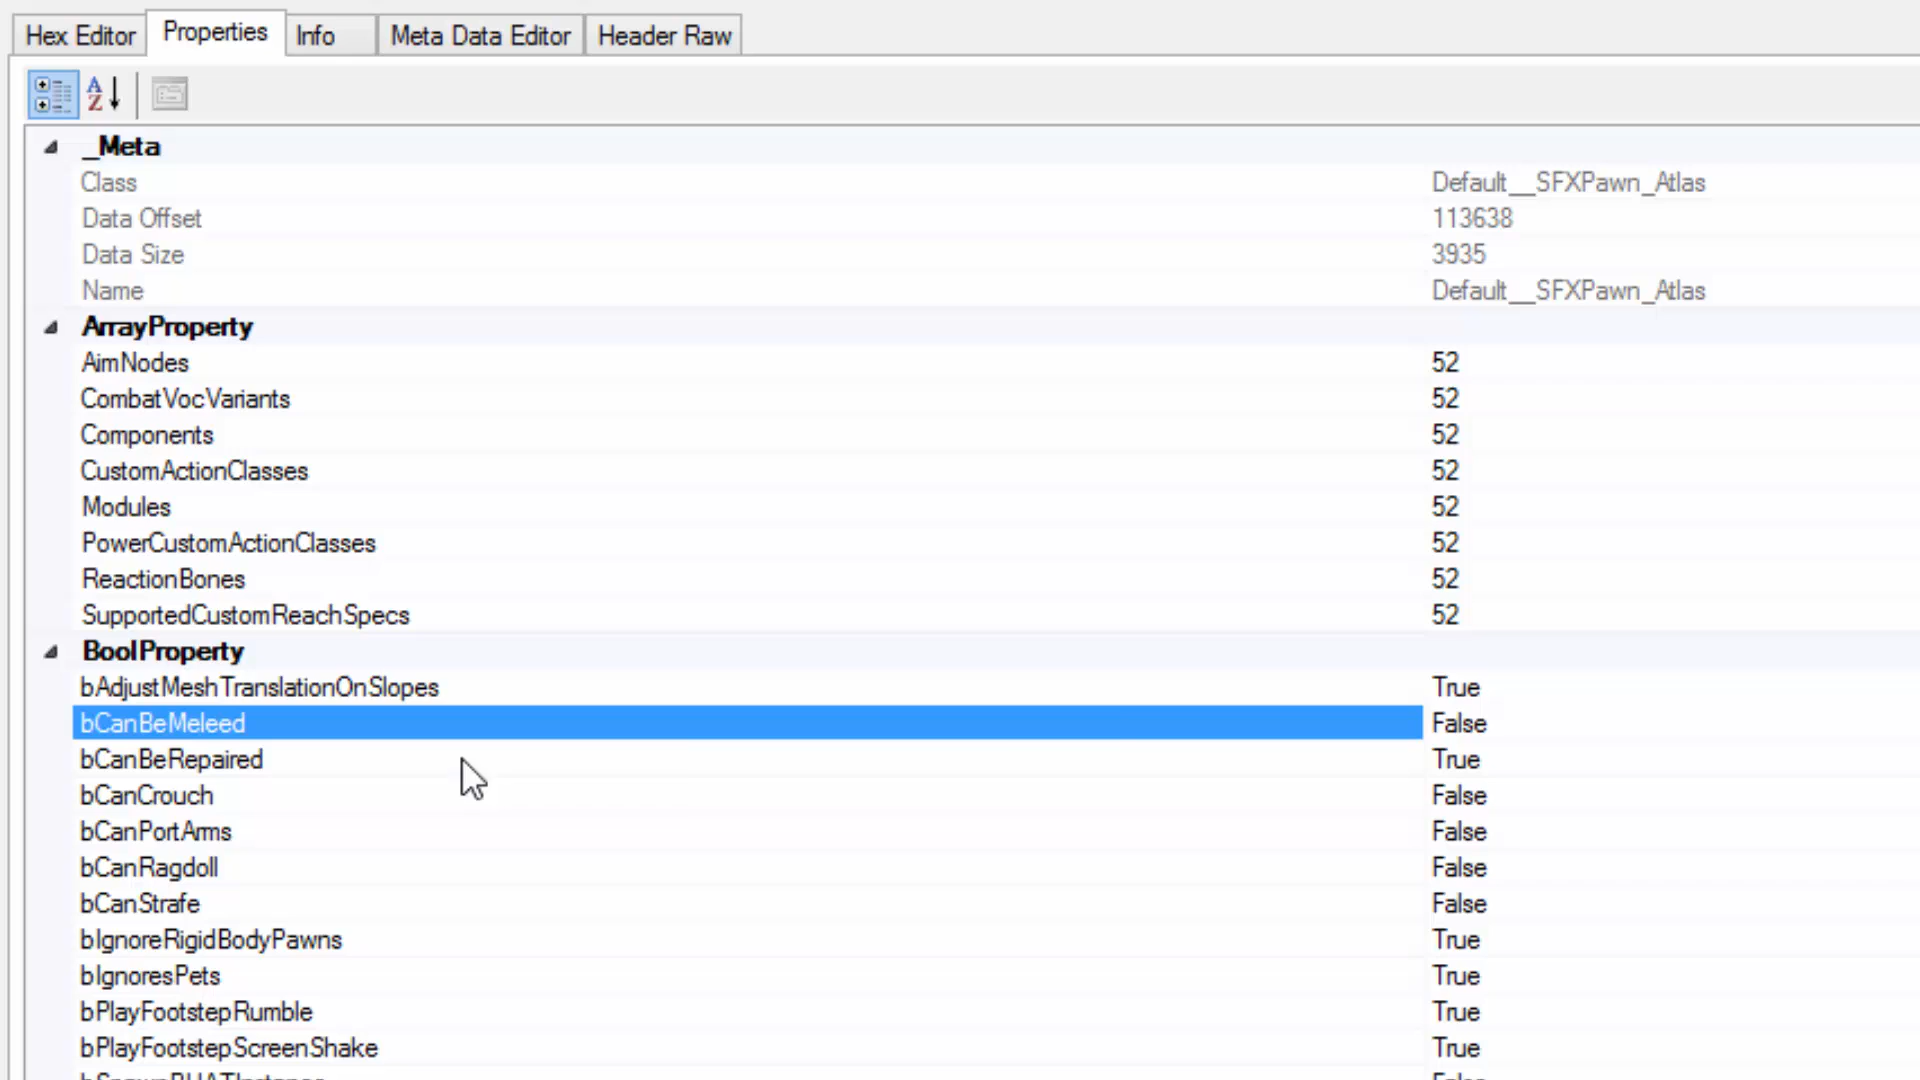 Hex Editor Properties Info Meta Data Editor Header Raw
_Meta
Class Default__SFXPawn_Atlas
Data Offset 113638
Data Size 3935
Name Default__SFXPawn_Atlas
ArrayProperty
AimNodes 52
CombatVocVariants 52
Components 52
CustomActionClasses 52
Modules 52
PowerCustomActionClasses 52
ReactionBones 52
SupportedCustomReachSpecs 52
BoolProperty
bAdjustMeshTranslationOnSlopes True
bCanBeMeleed False
bCanBeRepaired True
bCanCrouch False
bCanPortArms False
bCanRagdoll False
bCanStrafe False
bIgnoreRigidBodyPawns True
bIgnoresPets True
bPlayFootstepRumble True
bPlayFootstepScreenShake True
False